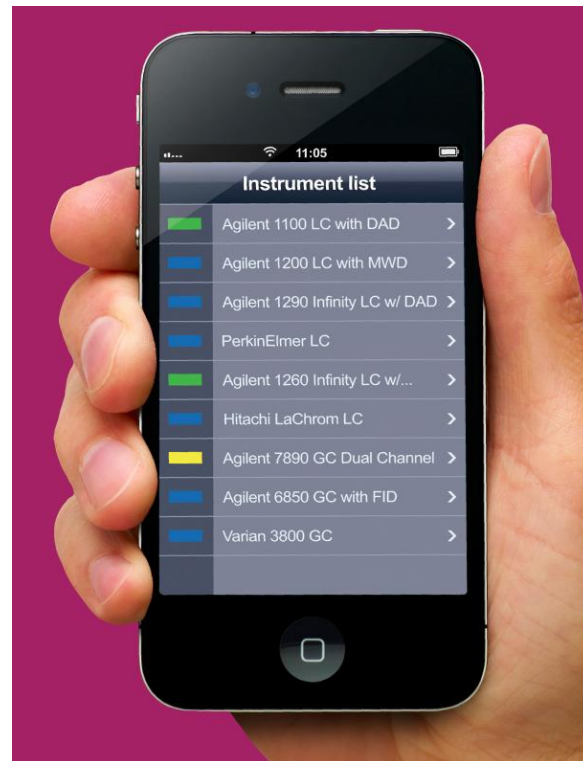 11:05
Instrument list
Agilent 1100 LC with DAD
Agilent 1200 LC with MWD
Agilent 1290 Infinity LC w/ DAD
PerkinElmer LC
Agilent 1260 Infinity LC w/...
Hitachi LaChrom LC
Agilent 7890 GC Dual Channel
Agilent 6850 GC with FID
Varian 3800 GC